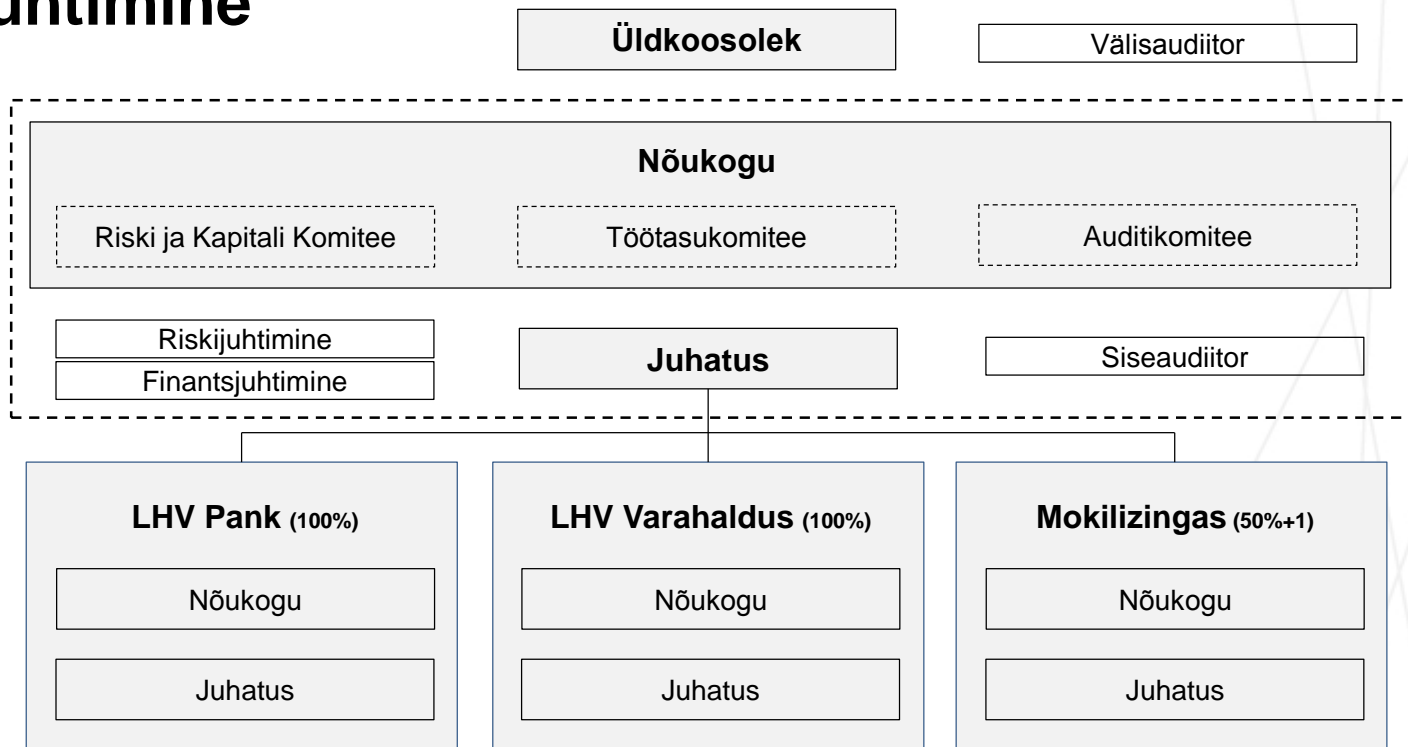 Üldkoosolek
Välisaudiitor
Nõukogu
Riski ja Kapitali Komitee
Töötasukomitee
Auditikomitee
Riskijuhtimine
Finantsjuhtimine
Juhatus
Siseaudiitor
LHV Pank (100%)
LHV Varahaldus (100%)
Mokilizingas (50%+1)
Nõukogu
Nõukogu
Nõukogu
Juhatus
Juhatus
Juhatus